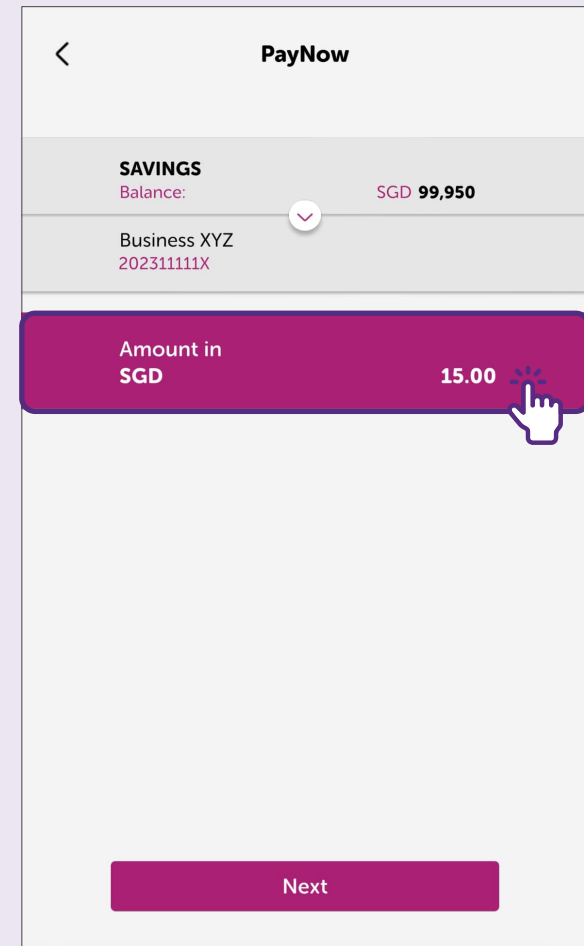 PayNow
SAVINGS
Balance: SGD 99,950
Business XYZ
202311111X
Amount in
SGD 15.00
Next